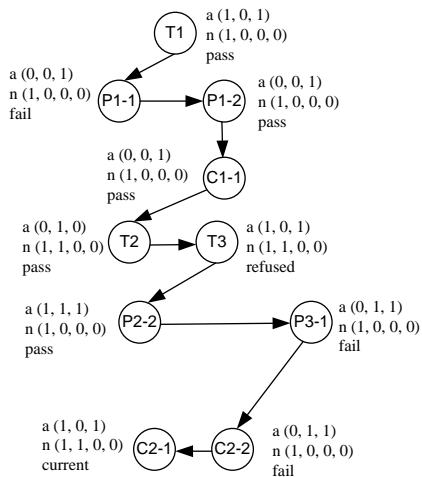 T1
a (1, 0, 1)
n (1, 0, 0, 0)
pass
a (0, 0, 1)
n (1, 0, 0, 0)
fail
P1-1
P1-2
a (0, 0, 1)
n (1, 0, 0, 0)
pass
a (0, 0, 1)
n (1, 0, 0, 0)
pass
C1-1
a (0, 1, 0)
n (1, 1, 0, 0)
pass
T2
T3
a (1, 0, 1)
n (1, 1, 0, 0)
refused
a (1, 1, 1)
n (1, 0, 0, 0)
pass
P2-2
P3-1
a (0, 1, 1)
n (1, 0, 0, 0)
fail
a (1, 0, 1)
n (1, 1, 0, 0)
current
C2-1
C2-2
a (0, 1, 1)
n (1, 0, 0, 0)
fail